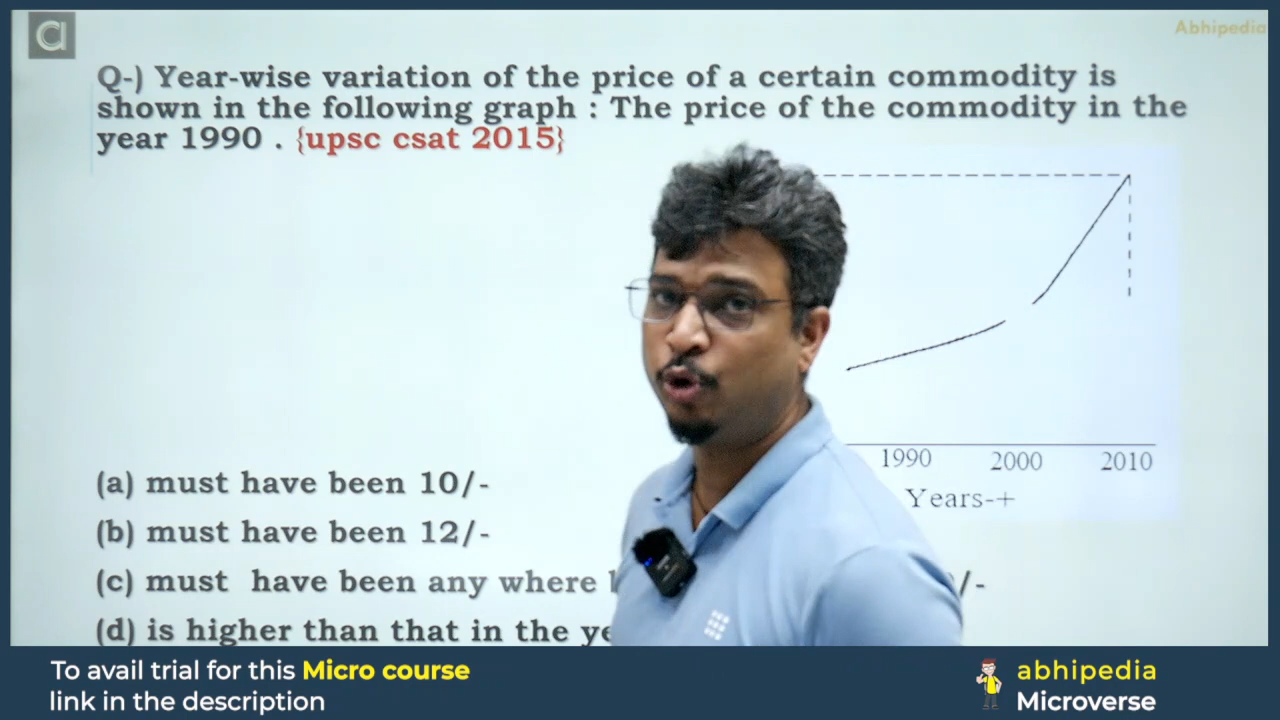 Abhipedia
Q-) Year-wise variation of the price of a certain commodity is
shown in the following graph : The price of the commodity in the
year 1990 . {upsc csat 2015}
1990 2000 2010
Years-+
(a) must have been 10/-
(b) must have been 12/-
(c) must have been any where /-
(d) is higher than that in the
To avail trial for this Micro course
link in the description
abhipedia
Microverse